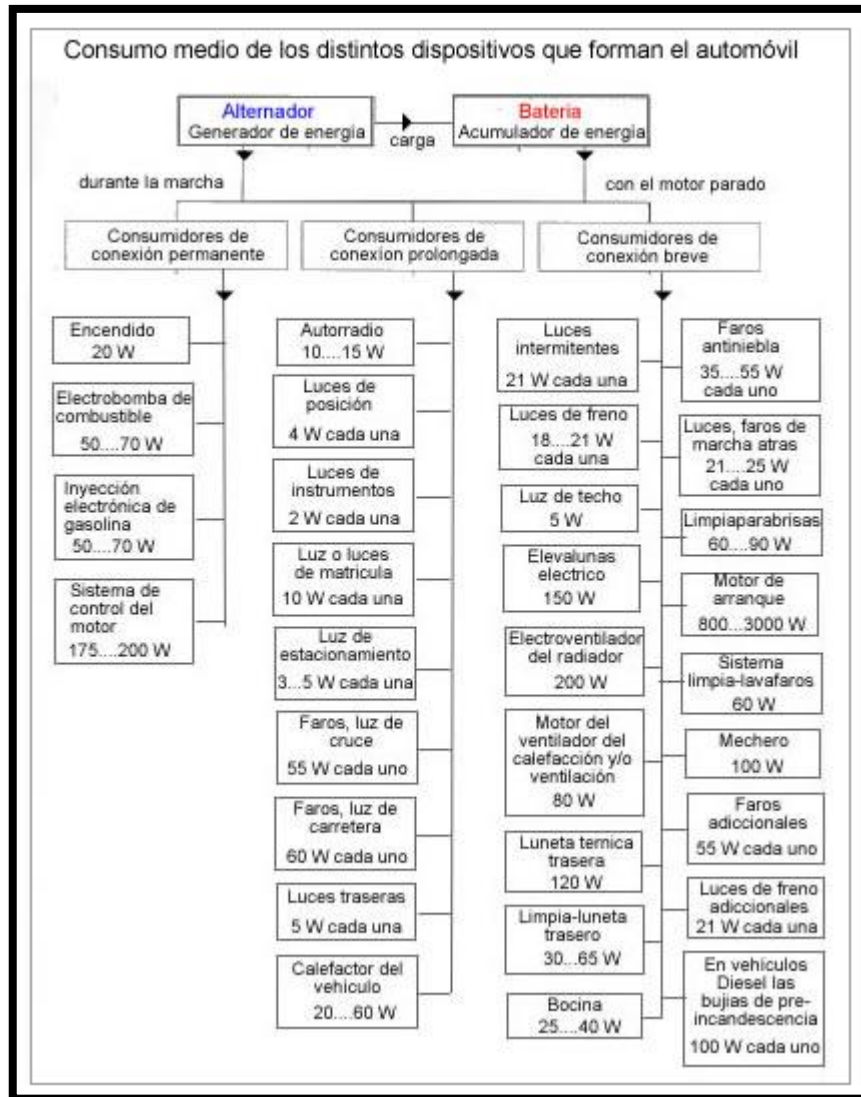 Consumo medio de los distintos dispositivos que forman el automóvil
Alternador
Generador de energía
carga
Bateria
Acumulador de energía
durante la marcha
con el motor parado
Consumidores de
conexión permanente
Consumidores de
conexíon prolongada
Consumidores de
conexión breve
Encendido
20 W
Electrobomba de
combustible
50....70 W
Inyección
electrónica de
gasolina
50....70 W
Sistema de
control del
motor
175....200 W
Autorradio
10....15 W
Luces de
posición
4 W cada una
Luces de
instrumentos
2 W cada una
Luz o luces
de matricula
10 W cada una
Luz de
estacionamiento
3...5 W cada una
Faros, luz de
cruce
55 W cada uno
Faros, luz de
carretera
60 W cada uno
Luces traseras
5 W cada una
Calefactor del
vehículo
20....60 W
Luces
intermitentes
21 W cada una
Luces de freno
18....21 W
cada una
Luz de techo
5 W
Elevalunas
electrico
150 W
Electroventilador
del radiador
200 W
Motor del
ventilador del
calefacción y/o
ventilación
80 W
Luneta ternica
trasera
120 W
Limpia-luneta
trasero
30...65 W
Bocina
25....40 W
Faros
antiniebla
35....55 W
cada uno
Luces, faros de
marcha atras
21....25 W
cada uno
Limpiaparabrisas
60....90 W
Motor de
arranque
800...3000 W
Sistema
limpia-lavafaros
60 W
Mechero
100 W
Faros
adiccionales
55 W cada uno
Luces de freno
adiccionales
21 W cada una
En vehículos
Diesel las
bujias de pre-
incandescencia
100 W cada uno